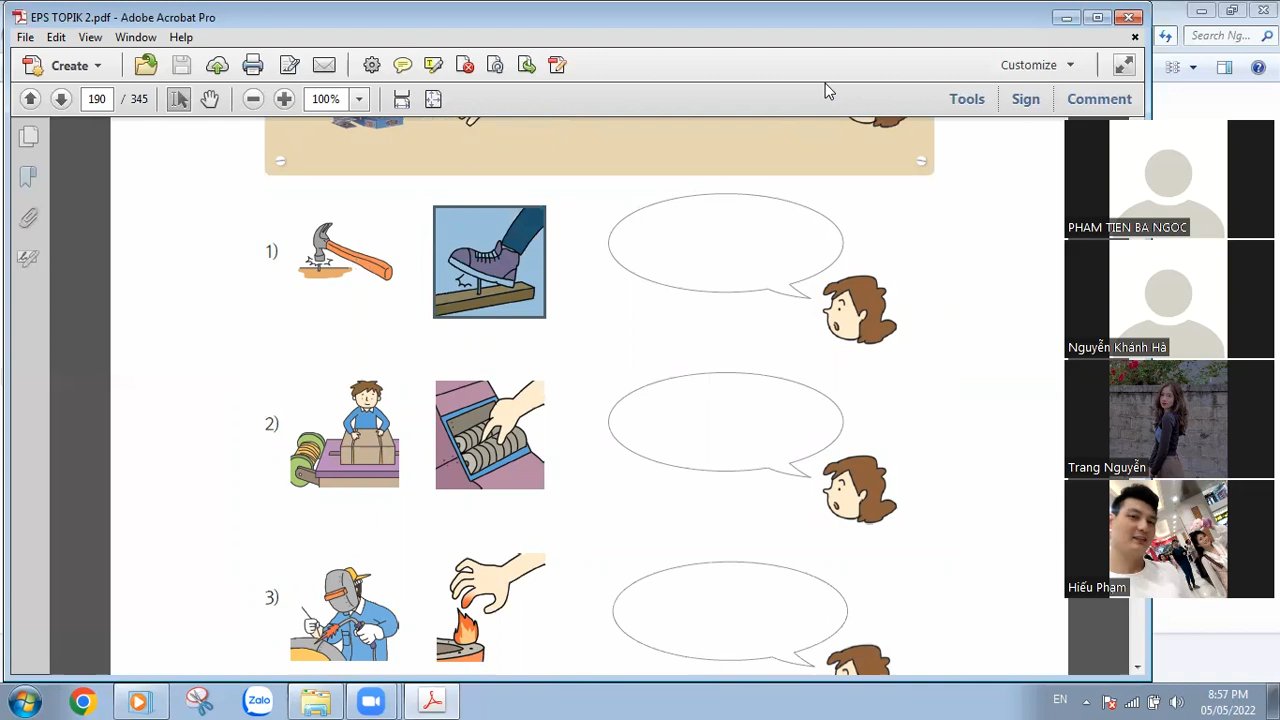 EPS TOPIK 2.pdf - Adobe Acrobat Pro
File Edit View Window Help
Create
Customize
190 / 345
100%
Tools Sign Comment
Search Ng...
1)
2)
3)
PHAM TIEN BA NGOC
Nguyễn Khánh Hà
Trang Nguyễn
Hiếu Phạm
Zalo
EN
8:57 PM
05/05/2022